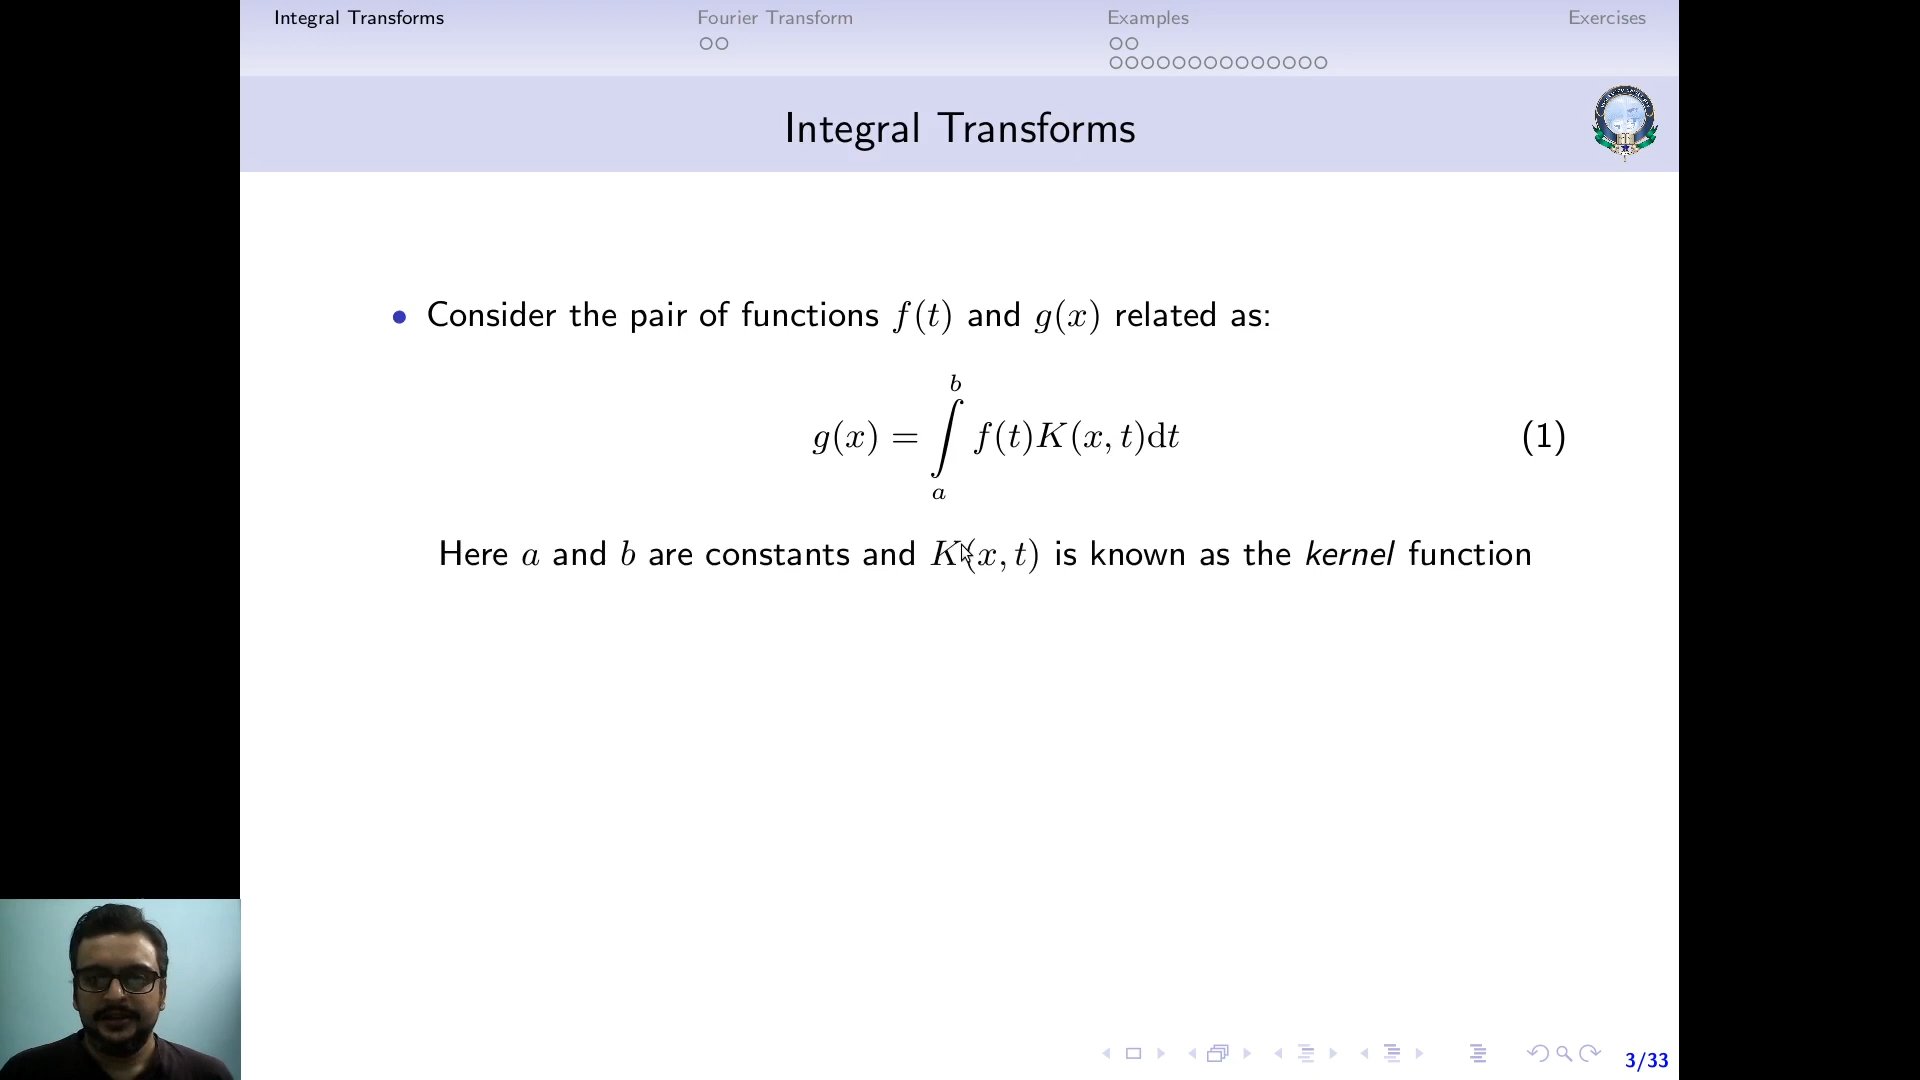 Integral Transforms Fourier Transform Examples Exercises
Integral Transforms
• Consider the pair of functions f(t) and g(x) related as:
g(x) = ∫_a^b f(t)K(x, t)dt (1)
Here a and b are constants and K(x, t) is known as the kernel function
3/33